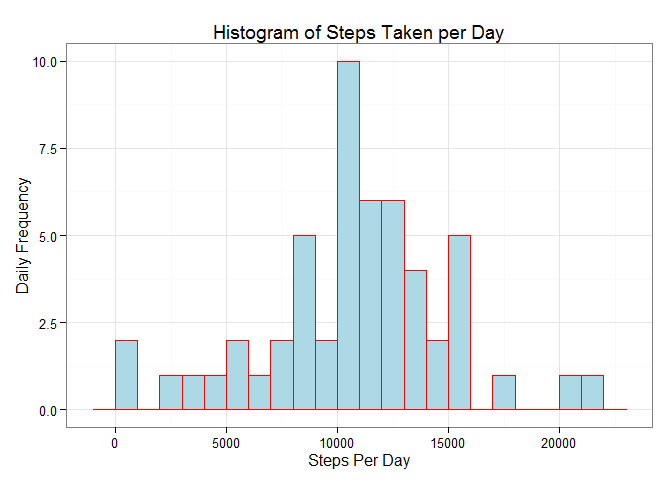 Histogram of Steps Taken per Day
Daily Frequency
10.0
7.5
5.0
2.5
0.0
0 5000 10000 15000 20000
Steps Per Day